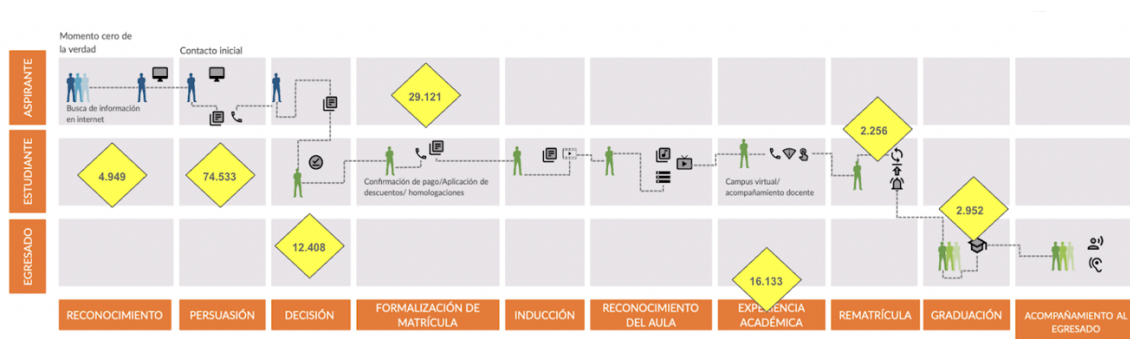 Momento cero de
la verdad
Contacto inicial
ASPIRANTE
Busca de información
en internet
29.121
ESTUDIANTE
4.949
74.533
Confirmación de pago/Aplicación de
descuentos/ homologaciones
Campus virtual/
acompañamiento docente
2.256
EGRESADO
12.408
16.133
2.952
RECONOCIMIENTO
PERSUASIÓN
DECISIÓN
FORMALIZACIÓN DE
MATRÍCULA
INDUCCIÓN
RECONOCIMIENTO
DEL AULA
ACADÉMICA
REMATRÍCULA
GRADUACIÓN
ACOMPAÑAMIENTO AL
EGRESADO